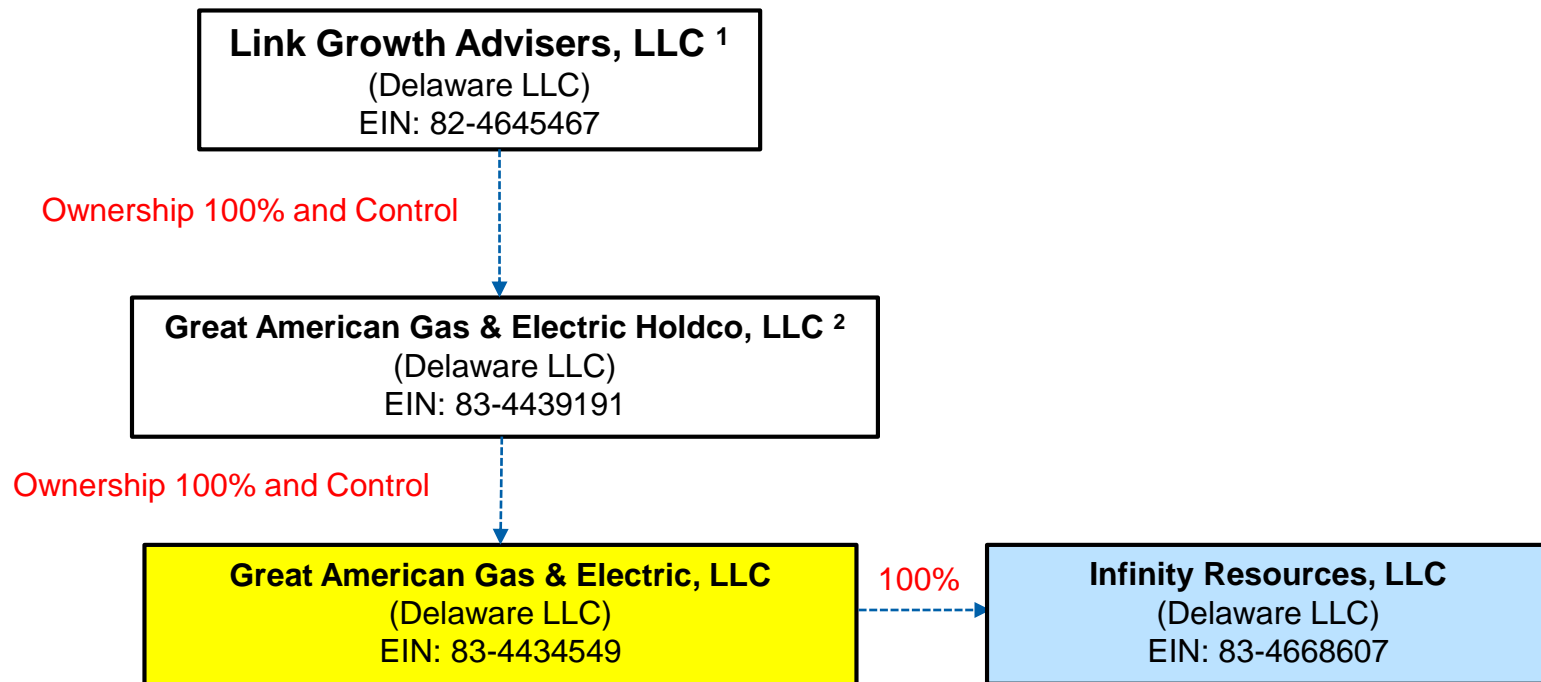 Link Growth Advisers, LLC ¹
(Delaware LLC)
EIN: 82-4645467
Ownership 100% and Control
Great American Gas & Electric Holdco, LLC ²
(Delaware LLC)
EIN: 83-4439191
Ownership 100% and Control
Great American Gas & Electric, LLC
(Delaware LLC)
EIN: 83-4434549
100%
Infinity Resources, LLC
(Delaware LLC)
EIN: 83-4668607